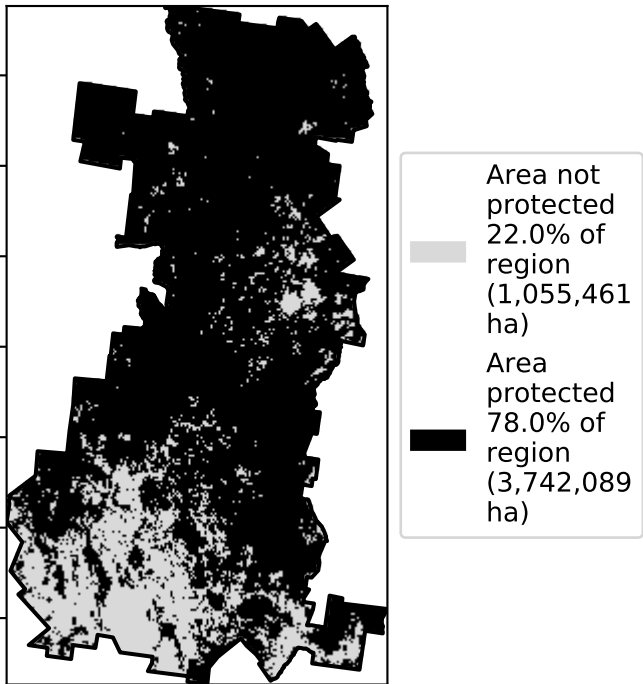 Area not
protected
22.0% of
region
(1,055,461
ha)
Area
protected
78.0% of
region
(3,742,089
ha)